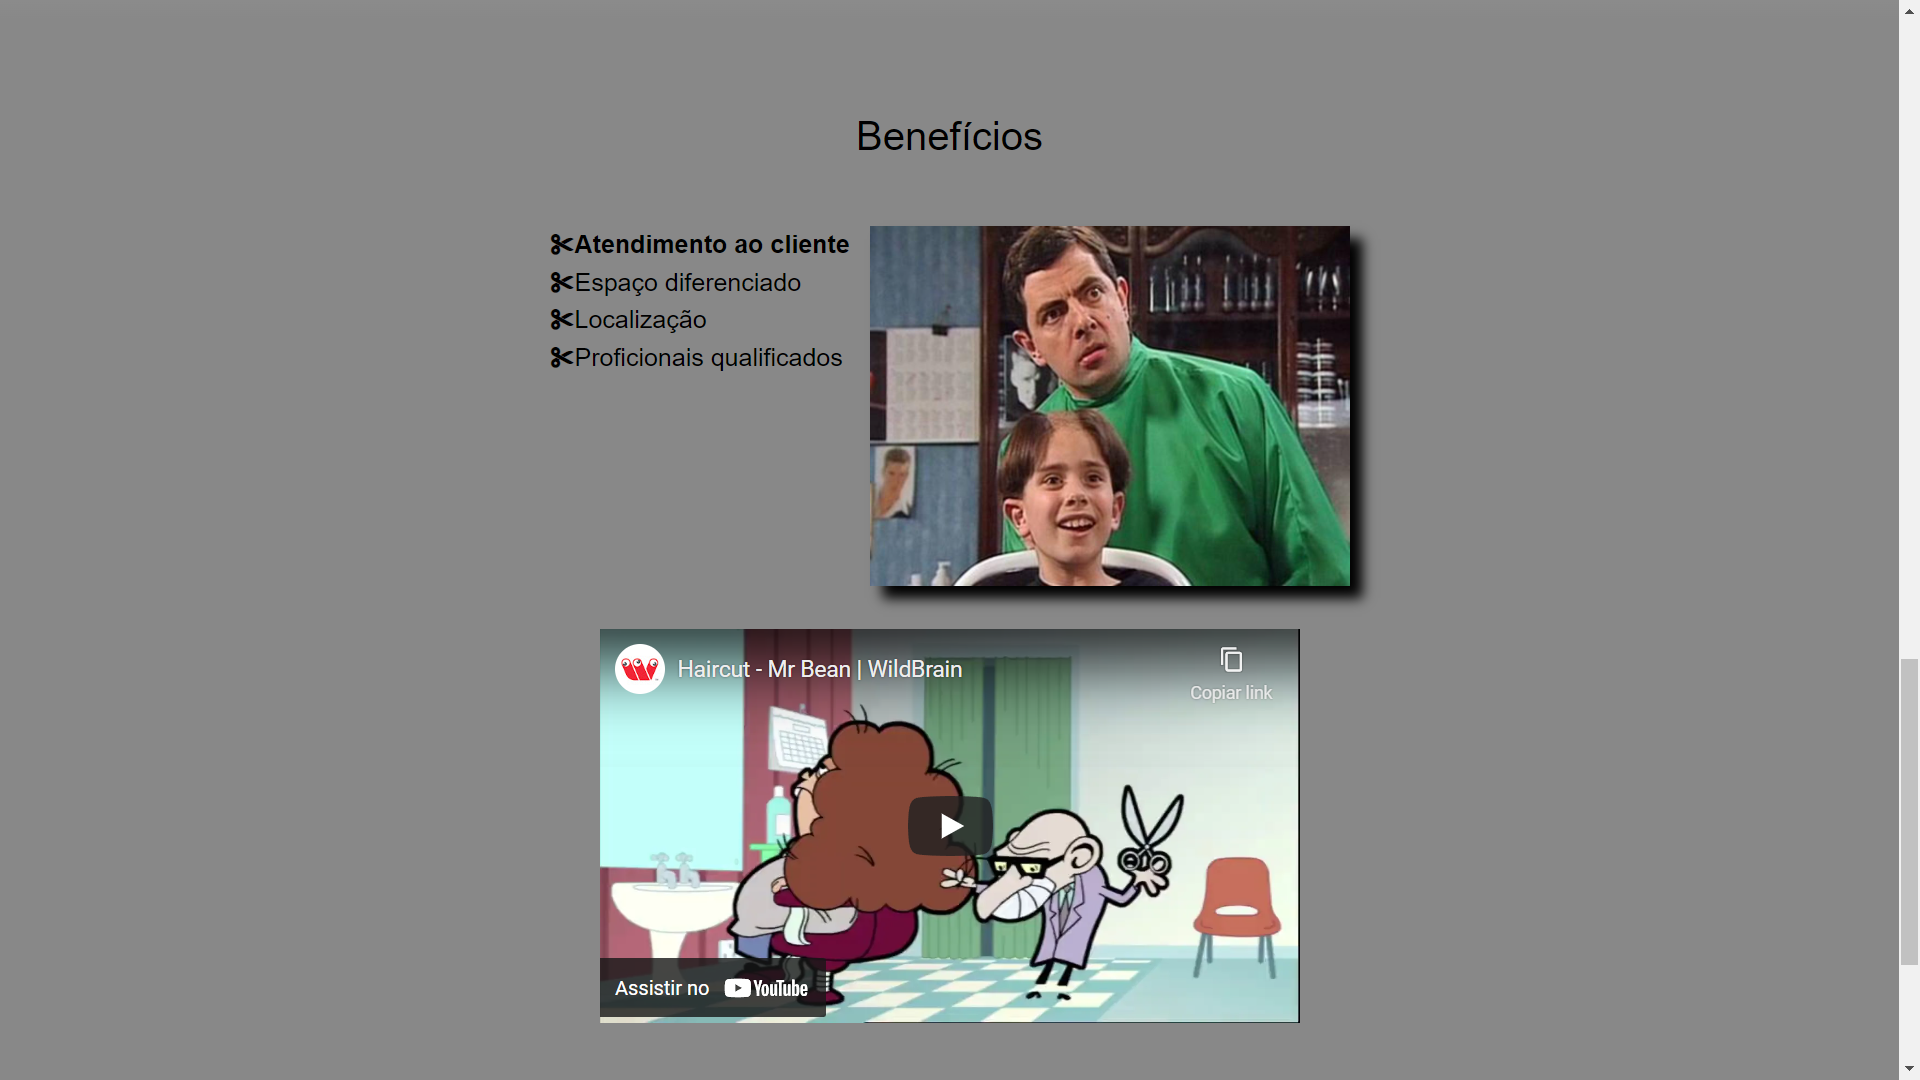 Benefícios
✂Atendimento ao cliente
✂Espaço diferenciado
✂Localização
✂Proficionais qualificados
Haircut - Mr Bean | WildBrain
Copiar link
Assistir no YouTube